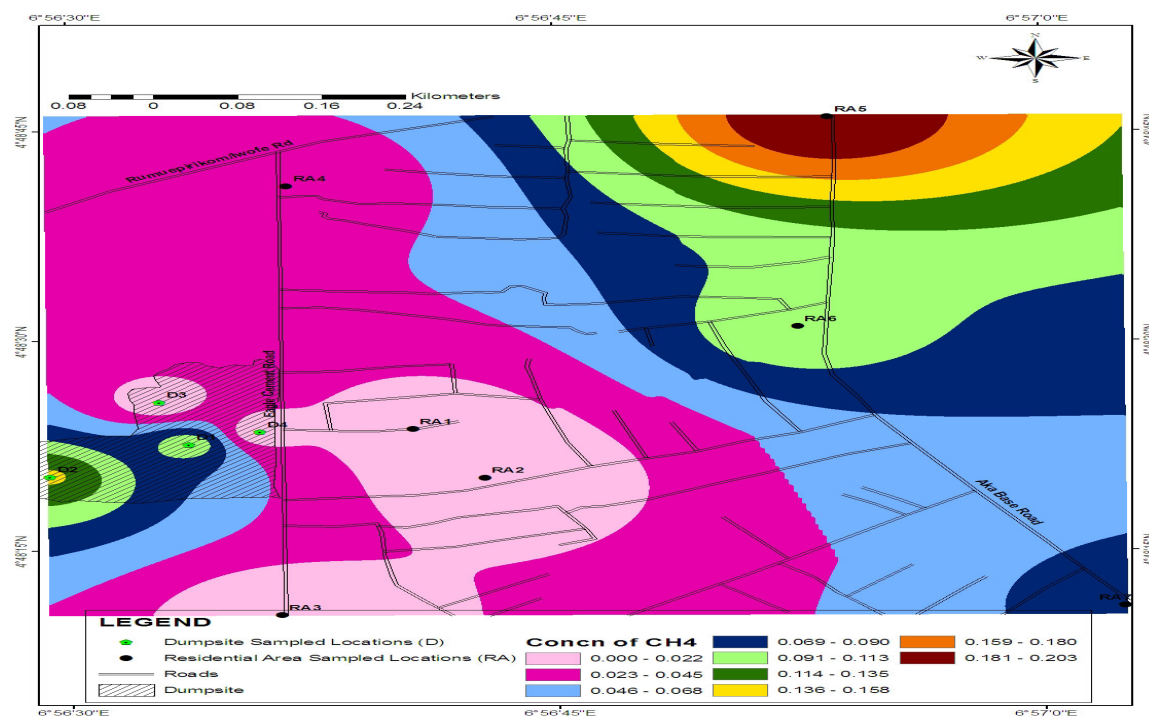 6°56'30"E 6°56'45"E 6°57'0"E
N
W E
S
Kilometers
0.08 0 0.08 0.16 0.24
RA5
4°48'45"N
Rumuepirikom/Iwofe Rd
RA4
4°48'30"N
RA6
Eagle Cement Road
D3
D4
RA1
D1
D2
RA2
Aka Base Road
4°48'15"N
RA7
RA3
LEGEND
Dumpsite Sampled Locations (D)
Residential Area Sampled Locations (RA)
Roads
Dumpsite
Concn of CH4
0.000 - 0.022
0.023 - 0.045
0.046 - 0.068
0.069 - 0.090
0.091 - 0.113
0.114 - 0.135
0.136 - 0.158
0.159 - 0.180
0.181 - 0.203
6°56'30"E 6°56'45"E 6°57'0"E